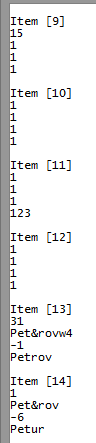 Item [9]
15
1
1
1
Item [10]
1
1
1
1
Item [11]
1
1
1
123
Item [12]
1
1
1
1
Item [13]
31
Pet&rovw4
-1
Petrov
Item [14]
1
Pet&rov
-6
Petur